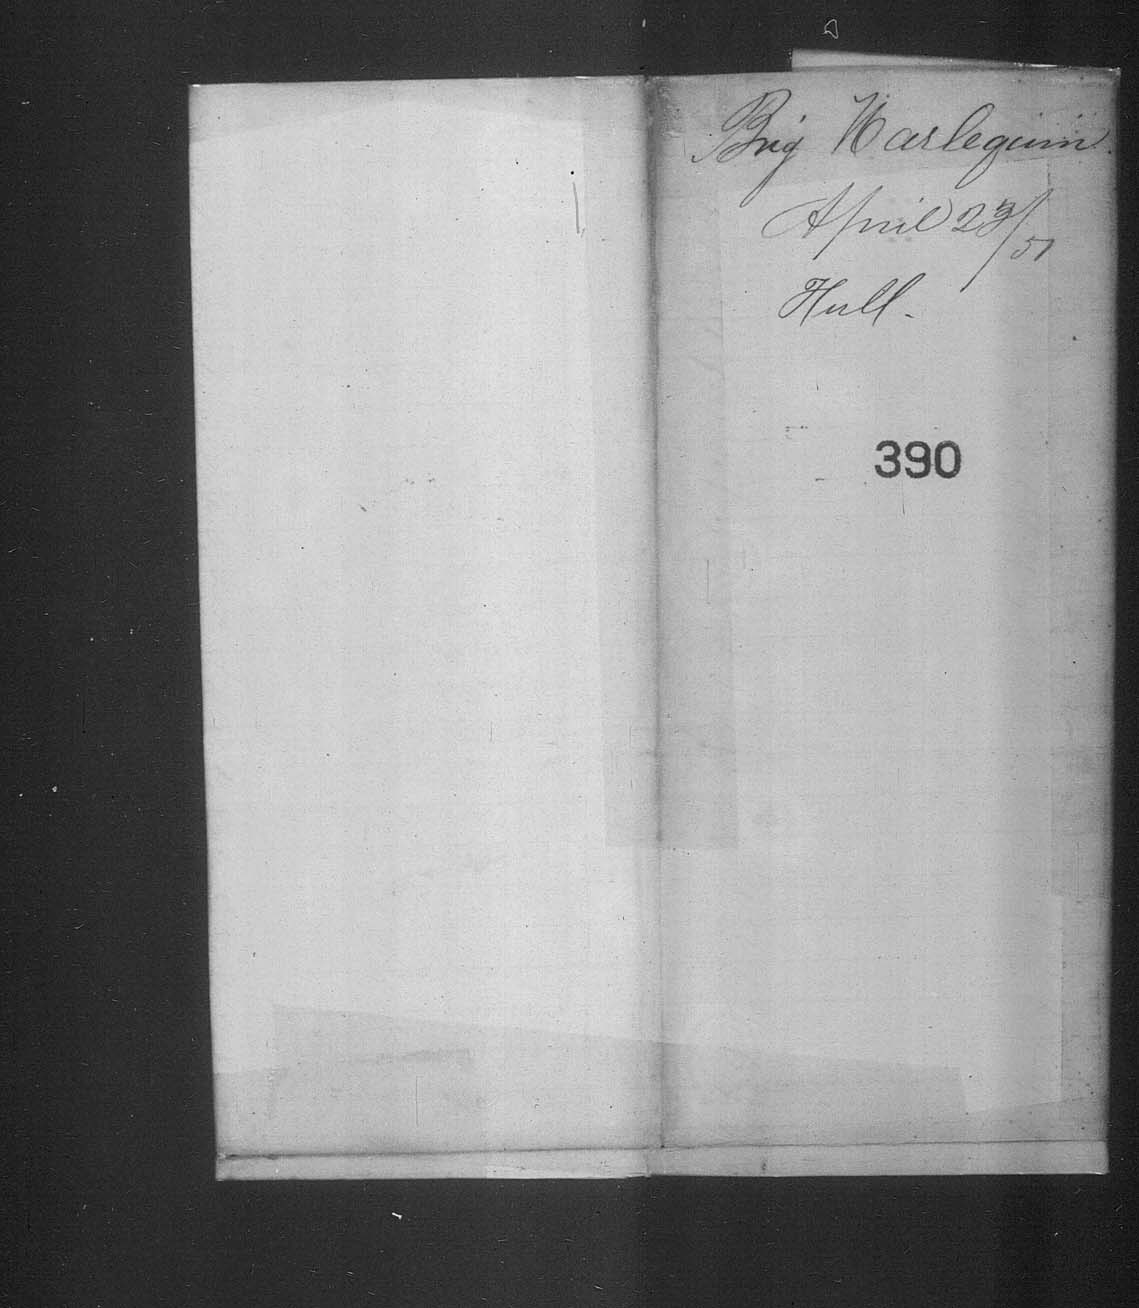 Brig Harlequin.
April 23/51
Hull.
390